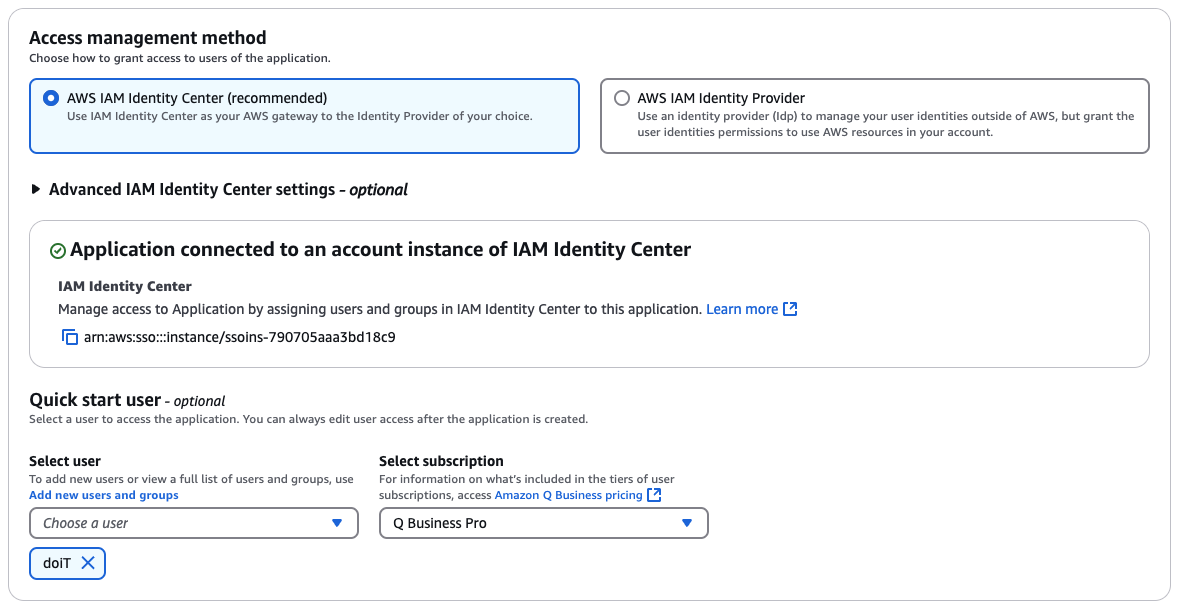 Access management method
Choose how to grant access to users of the application.
AWS IAM Identity Center (recommended)
Use IAM Identity Center as your AWS gateway to the Identity Provider of your choice.
AWS IAM Identity Provider
Use an identity provider (Idp) to manage your user identities outside of AWS, but grant the
user identities permissions to use AWS resources in your account.
Advanced IAM Identity Center settings - optional
Application connected to an account instance of IAM Identity Center
IAM Identity Center
Manage access to Application by assigning users and groups in IAM Identity Center to this application. Learn more
arn:aws:sso:::instance/ssoins-790705aaa3bd18c9
Quick start user - optional
Select a user to access the application. You can always edit user access after the application is created.
Select user
To add new users or view a full list of users and groups, use
Add new users and groups
Choose a user
doiT
Select subscription
For information on what's included in the tiers of user
subscriptions, access Amazon Q Business pricing
Q Business Pro